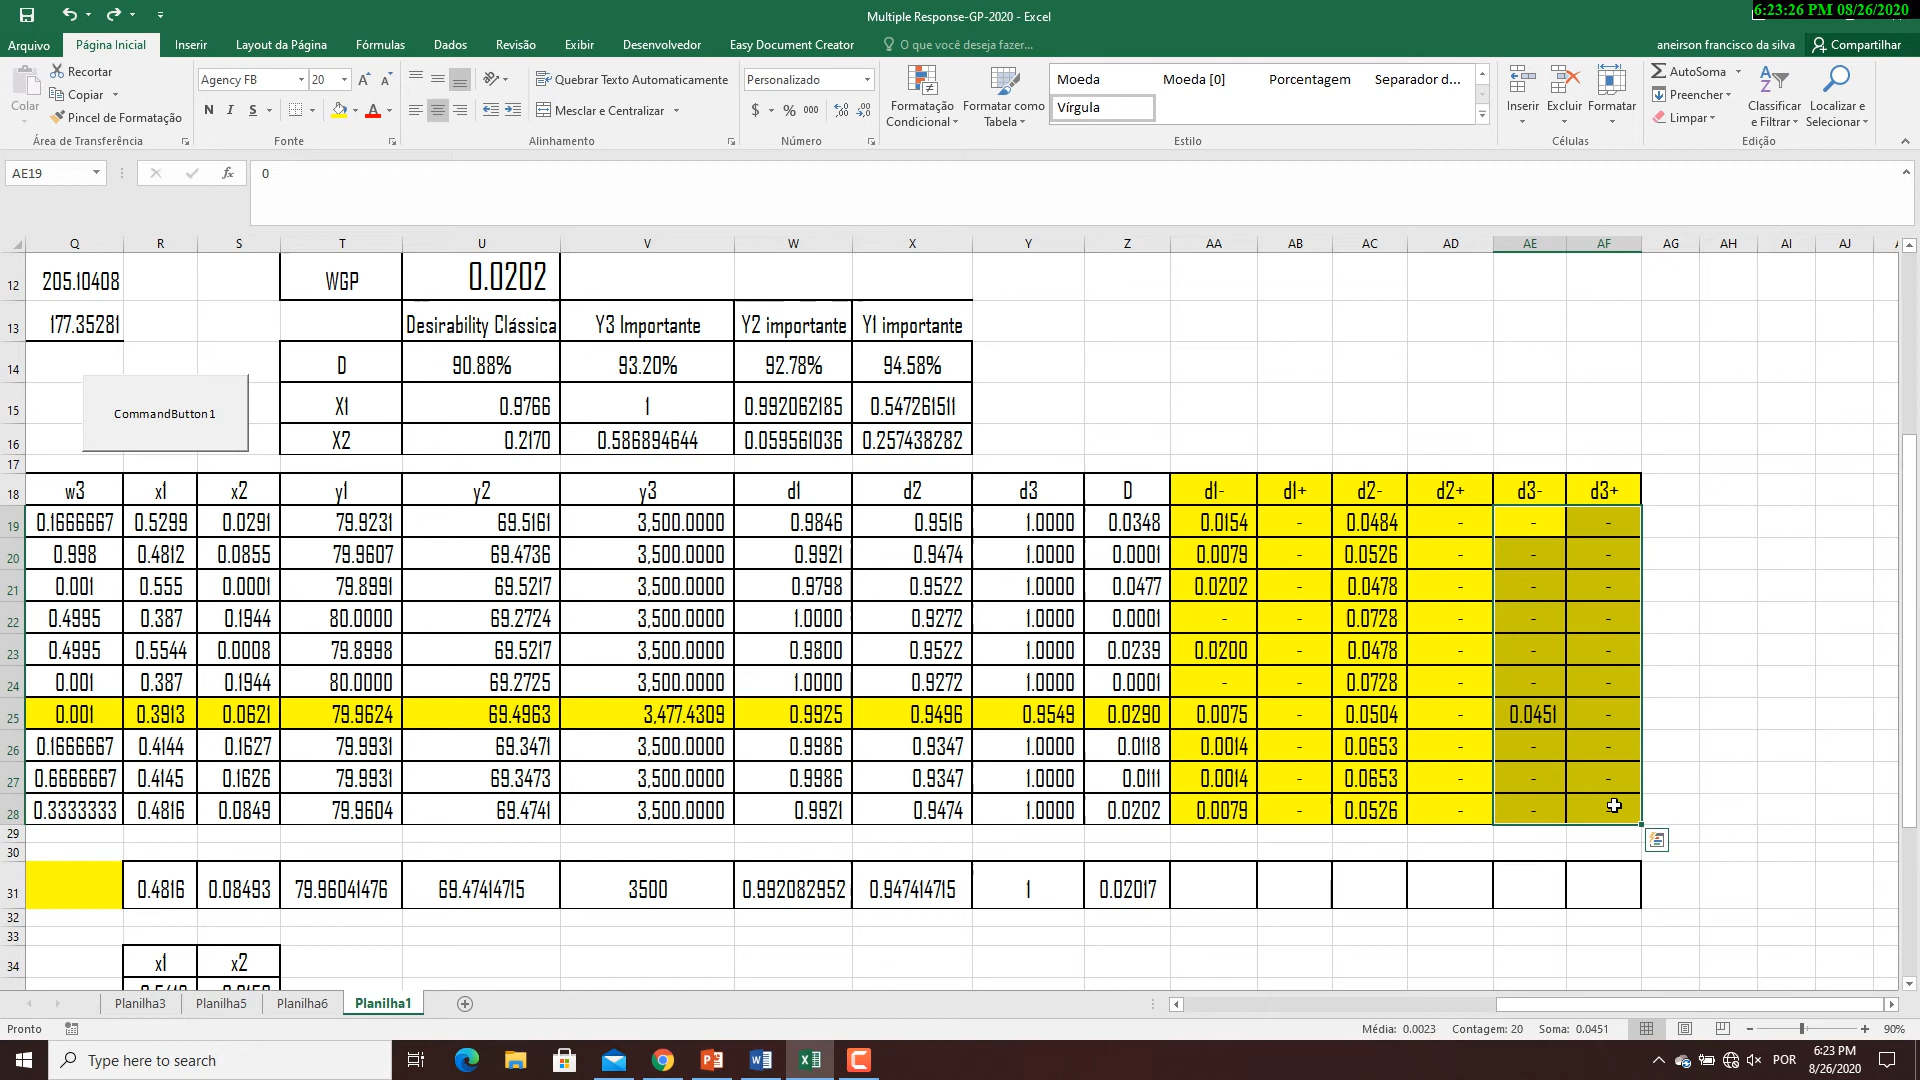 Multiple Response-GP-2020 - Excel
6:23:26 PM 08/26/2020
Arquivo Página Inicial Inserir Layout da Página Fórmulas Dados Revisão Exibir Desenvolvedor Easy Document Creator O que você deseja fazer... aneirson francisco da silva Compartilhar
Colar
Recortar
Copiar
Pincel de Formatação
Área de Transferência
Agency FB 20
N I S
Fonte
Quebrar Texto Automaticamente
Mesclar e Centralizar
Alinhamento
Personalizado
$ % 000
Número
Formatação Condicional
Formatar como Tabela
Moeda Moeda [0] Porcentagem Separador d...
Vírgula
Estilo
Inserir Excluir Formatar
Células
AutoSoma
Preencher
Limpar
Classificar e Filtrar
Localizar e Selecionar
Edição
AE19 fx 0
Q R S T U V W X Y Z AA AB AC AD AE AF AG AH AI AJ
12 205.10408 WGP 0.0202
13 177.35281 Desirability Clássica Y3 Importante Y2 importante Y1 importante
14 D 90.88% 93.20% 92.78% 94.58%
CommandButton1
15 X1 0.9766 1 0.992062185 0.547261511
16 X2 0.2170 0.586894644 0.059561036 0.257438282
17
18 w3 x1 x2 y1 y2 y3 d1 d2 d3 D d1- d1+ d2- d2+ d3- d3+
19 0.1666667 0.5299 0.0291 79.9231 69.5161 3,500.0000 0.9846 0.9516 1.0000 0.0348 0.0154 - 0.0484 - - -
20 0.998 0.4812 0.0855 79.9607 69.4736 3,500.0000 0.9921 0.9474 1.0000 0.0001 0.0079 - 0.0526 - - -
21 0.001 0.555 0.0001 79.8991 69.5217 3,500.0000 0.9798 0.9522 1.0000 0.0477 0.0202 - 0.0478 - - -
22 0.4995 0.387 0.1944 80.0000 69.2724 3,500.0000 1.0000 0.9272 1.0000 0.0001 - - 0.0728 - - -
23 0.4995 0.5544 0.0008 79.8998 69.5217 3,500.0000 0.9800 0.9522 1.0000 0.0239 0.0200 - 0.0478 - - -
24 0.001 0.387 0.1944 80.0000 69.2725 3,500.0000 1.0000 0.9272 1.0000 0.0001 - - 0.0728 - - -
25 0.001 0.3913 0.0621 79.9624 69.4963 3,477.4309 0.9925 0.9496 0.9549 0.0290 0.0075 - 0.0504 - 0.0451 -
26 0.1666667 0.4144 0.1627 79.9931 69.3471 3,500.0000 0.9986 0.9347 1.0000 0.0118 0.0014 - 0.0653 - - -
27 0.6666667 0.4145 0.1626 79.9931 69.3473 3,500.0000 0.9986 0.9347 1.0000 0.0111 0.0014 - 0.0653 - - -
28 0.3333333 0.4816 0.0849 79.9604 69.4741 3,500.0000 0.9921 0.9474 1.0000 0.0202 0.0079 - 0.0526 - - -
29
30
31 0.4816 0.08493 79.96041476 69.47414715 3500 0.992082952 0.947414715 1 0.02017
32
33
34 x1 x2
Planilha3 Planilha5 Planilha6 Planilha1
Pronto Média: 0.0023 Contagem: 20 Soma: 0.0451 90%
Type here to search POR 6:23 PM
8/26/2020